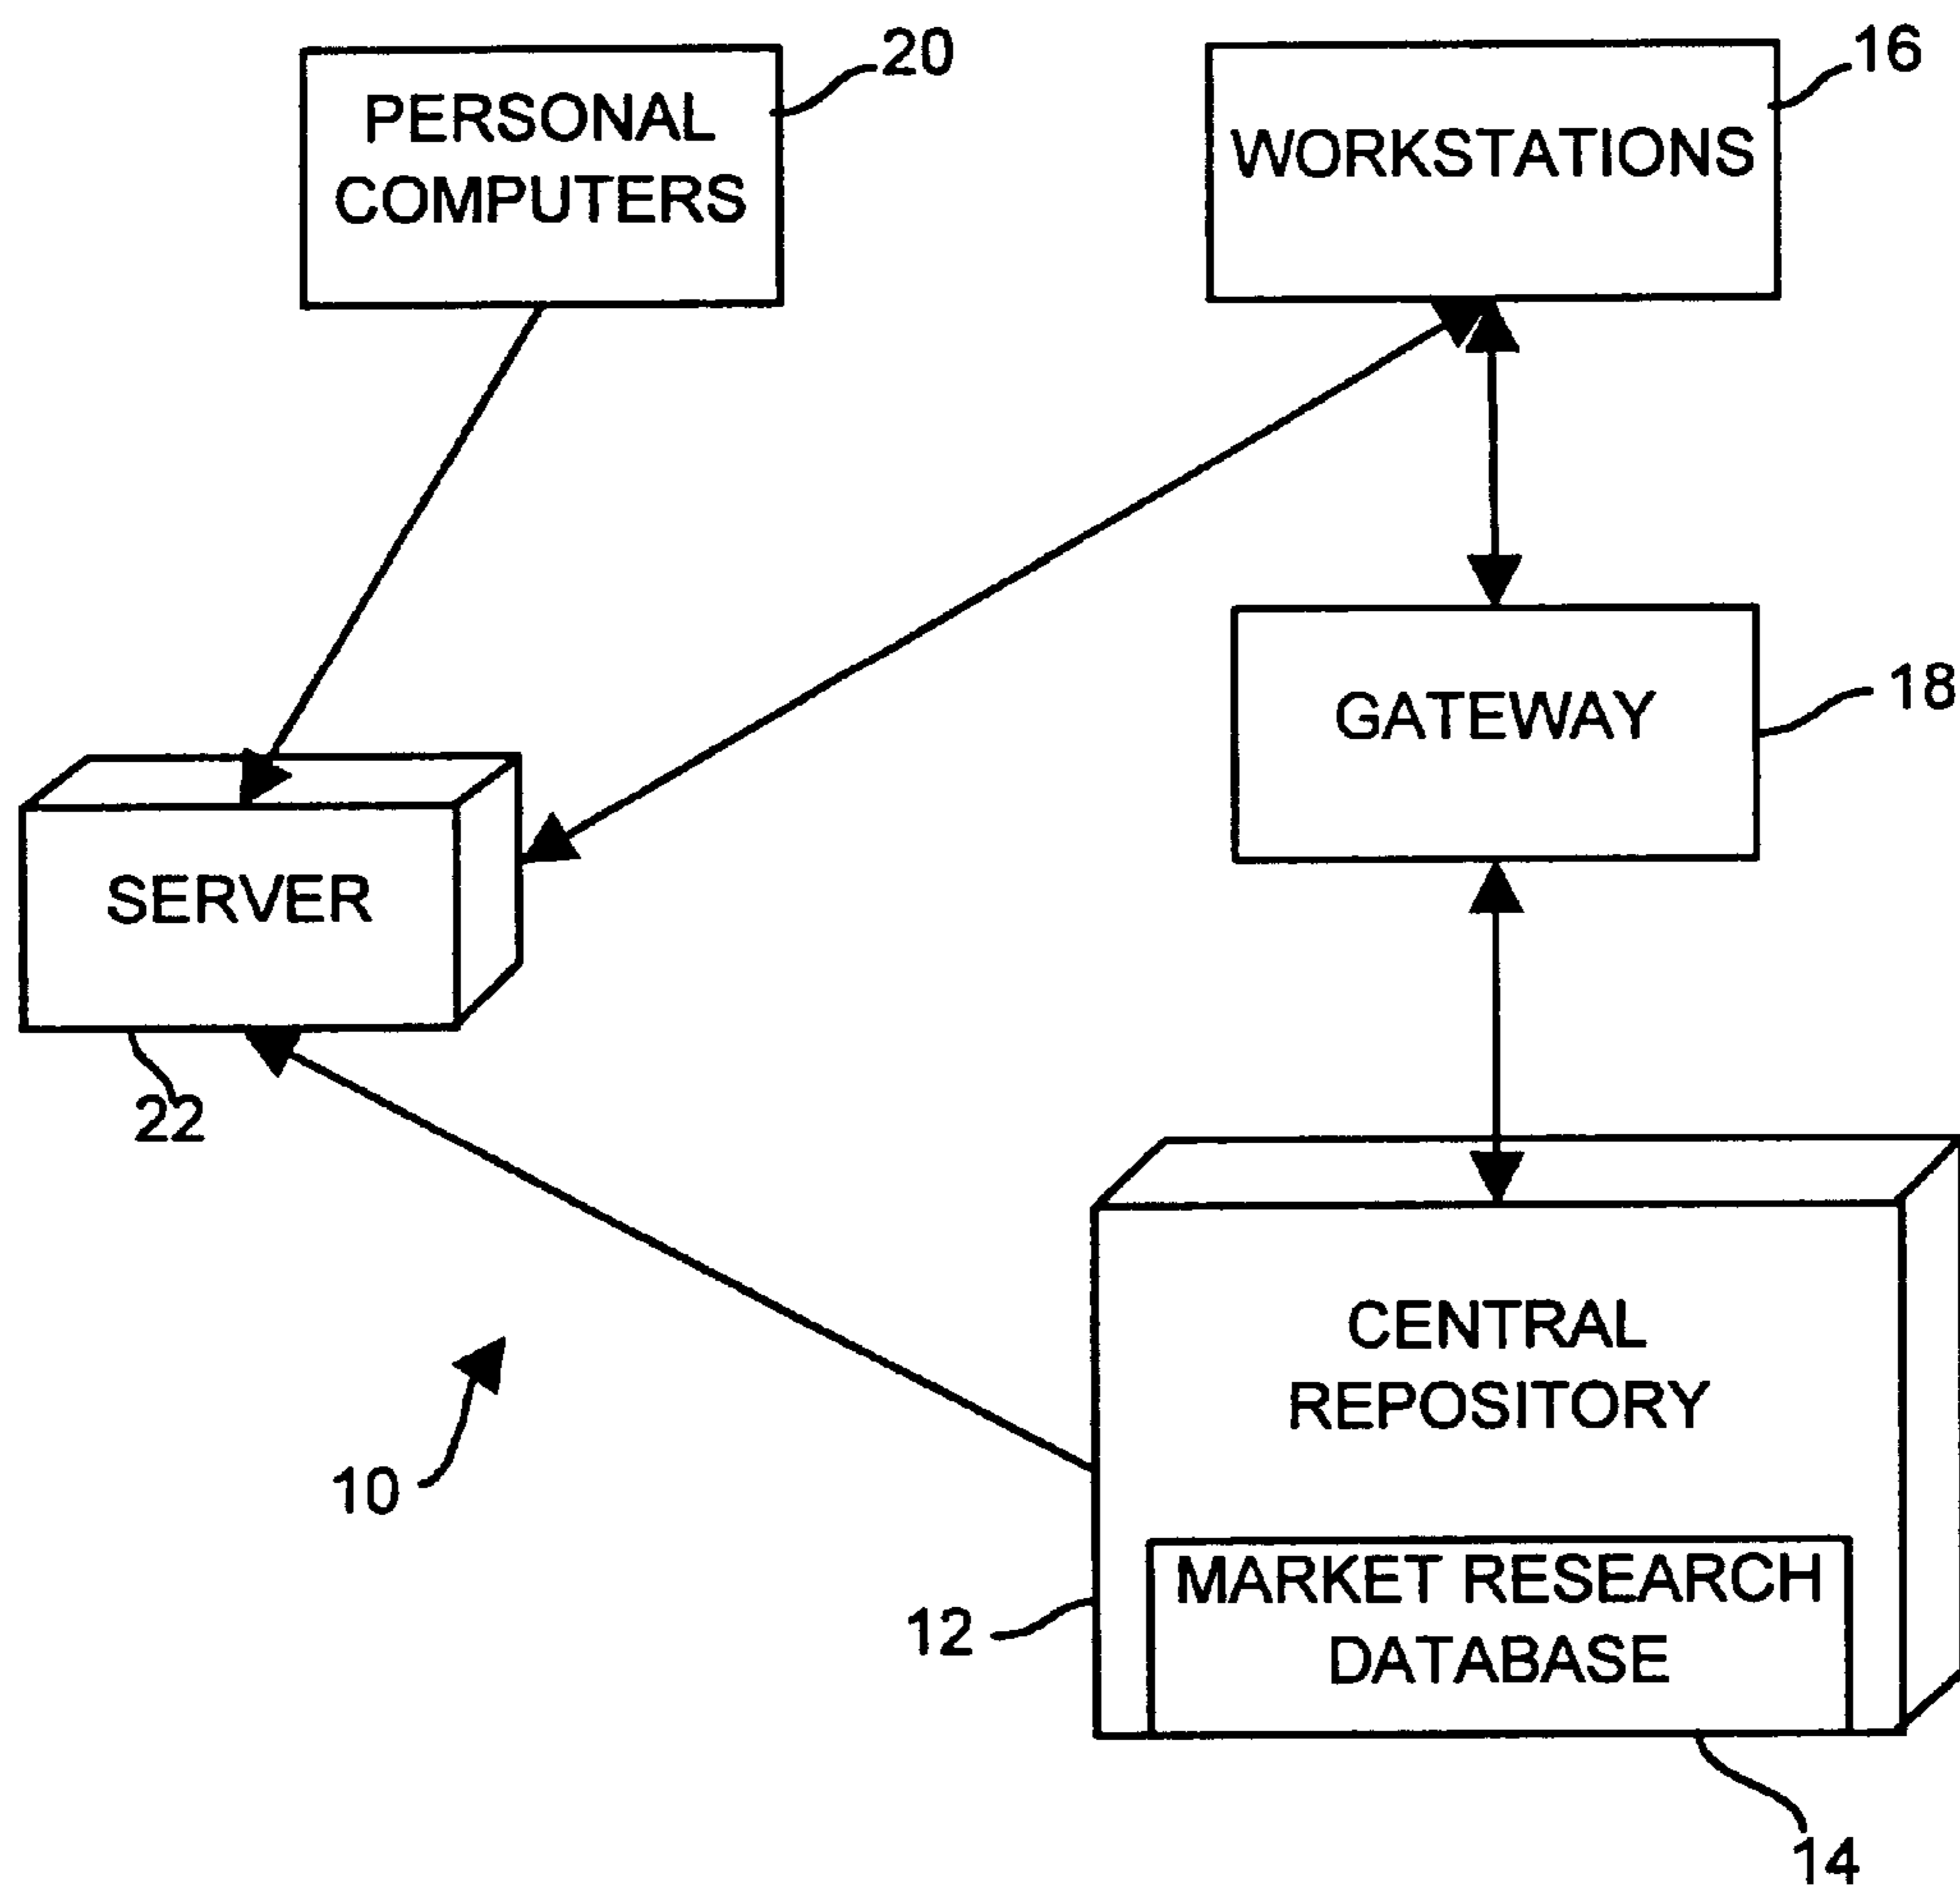 20
PERSONAL
COMPUTERS
16
WORKSTATIONS
GATEWAY
18
SERVER
22
CENTRAL
REPOSITORY
10
MARKET RESEARCH
DATABASE
12
14